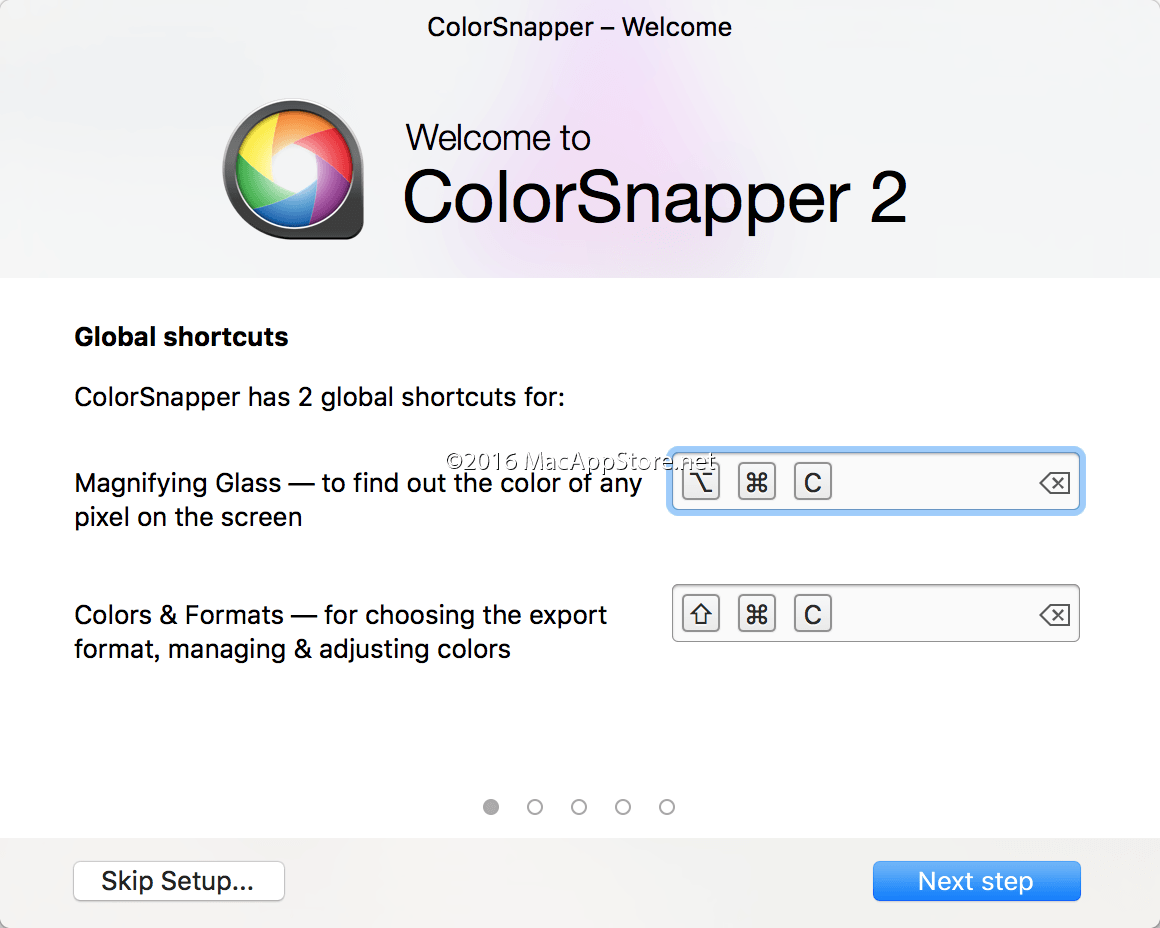 ColorSnapper – Welcome
Welcome to
ColorSnapper 2
Global shortcuts
ColorSnapper has 2 global shortcuts for:
©2016 MacAppStore.net
Magnifying Glass — to find out the color of any
pixel on the screen
⌥ ⌘ C
Colors & Formats — for choosing the export
format, managing & adjusting colors
⇧ ⌘ C
Skip Setup...
Next step